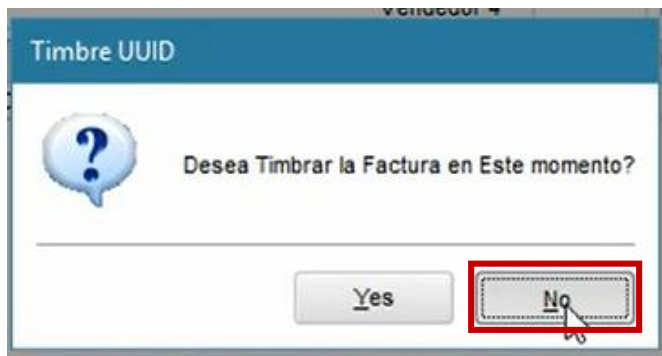 Vendedor 4
Timbre UUID
Desea Timbrar la Factura en Este momento?
Yes
No